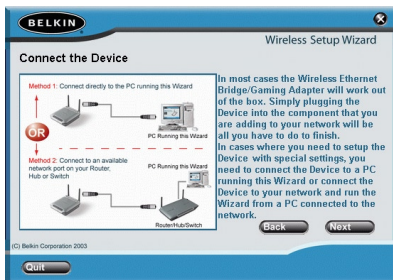 BELKIN
Wireless Setup Wizard
Connect the Device
Method 1: Connect directly to the PC running this Wizard
PC Running this Wizard
OR
Method 2: Connect to an available
network port on your Router,
Hub or Switch
PC Running this Wizard
Router/Hub/Switch
In most cases the Wireless Ethernet
Bridge/Gaming Adapter will work out
of the box. Simply plugging the
Device into the component that you
are adding to your network will be
all you have to do to finish.
In cases where you need to setup the
Device with special settings, you
need to connect the Device to a PC
running this Wizard or connect the
Device to your network and run the
Wizard from a PC connected to the
network.
Back
Next
(C) Belkin Corporation 2003
Quit